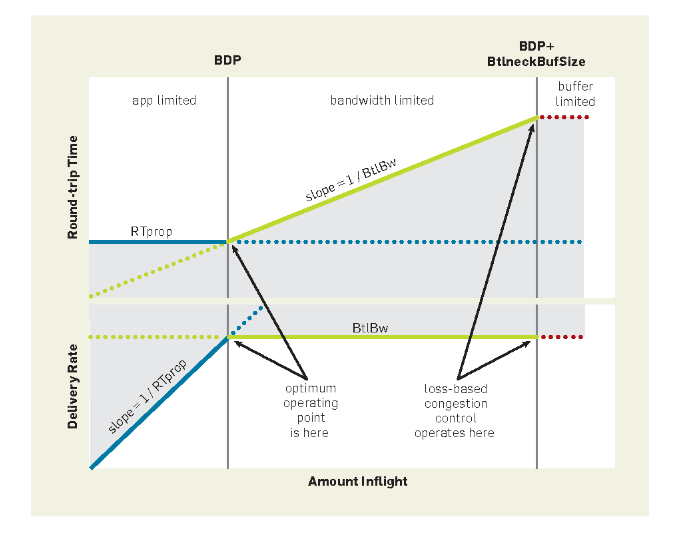 BDP
BDP+
BtlneckBufSize
app limited
bandwidth limited
buffer
limited
Round-trip Time
slope = 1 / BtlBw
RTprop
BtlBw
Delivery Rate
slope = 1 / RTprop
optimum
operating
point
is here
loss-based
congestion
control
operates here
Amount Inflight